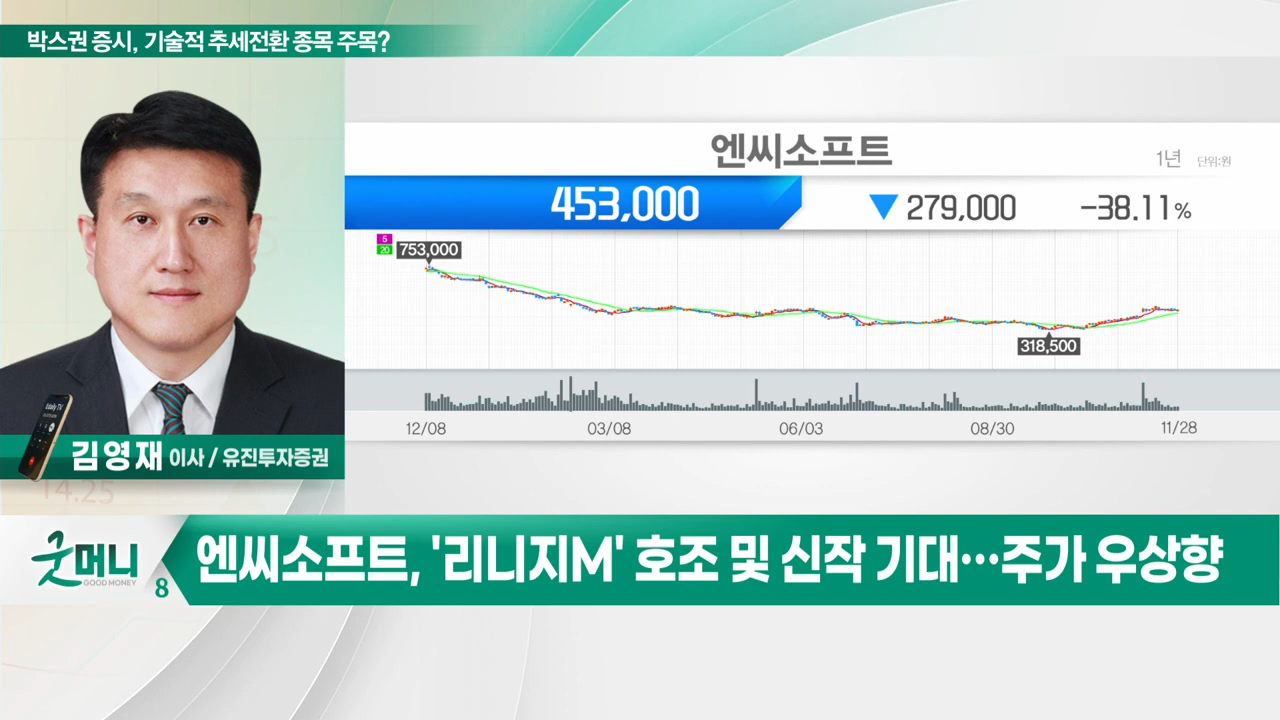 박스권 증시, 기술적 추세전환 종목 주목?
엔씨소프트
1년 단위:원
453,000 ▼279,000 -38.11%
5
20
753,000
318,500
12/08 03/08 06/03 08/30 11/28
김영재 이사 / 유진투자증권
14.25
엔씨소프트, '리니지M' 호조 및 신작 기대…주가 우상향
굿머니
GOOD MONEY
8